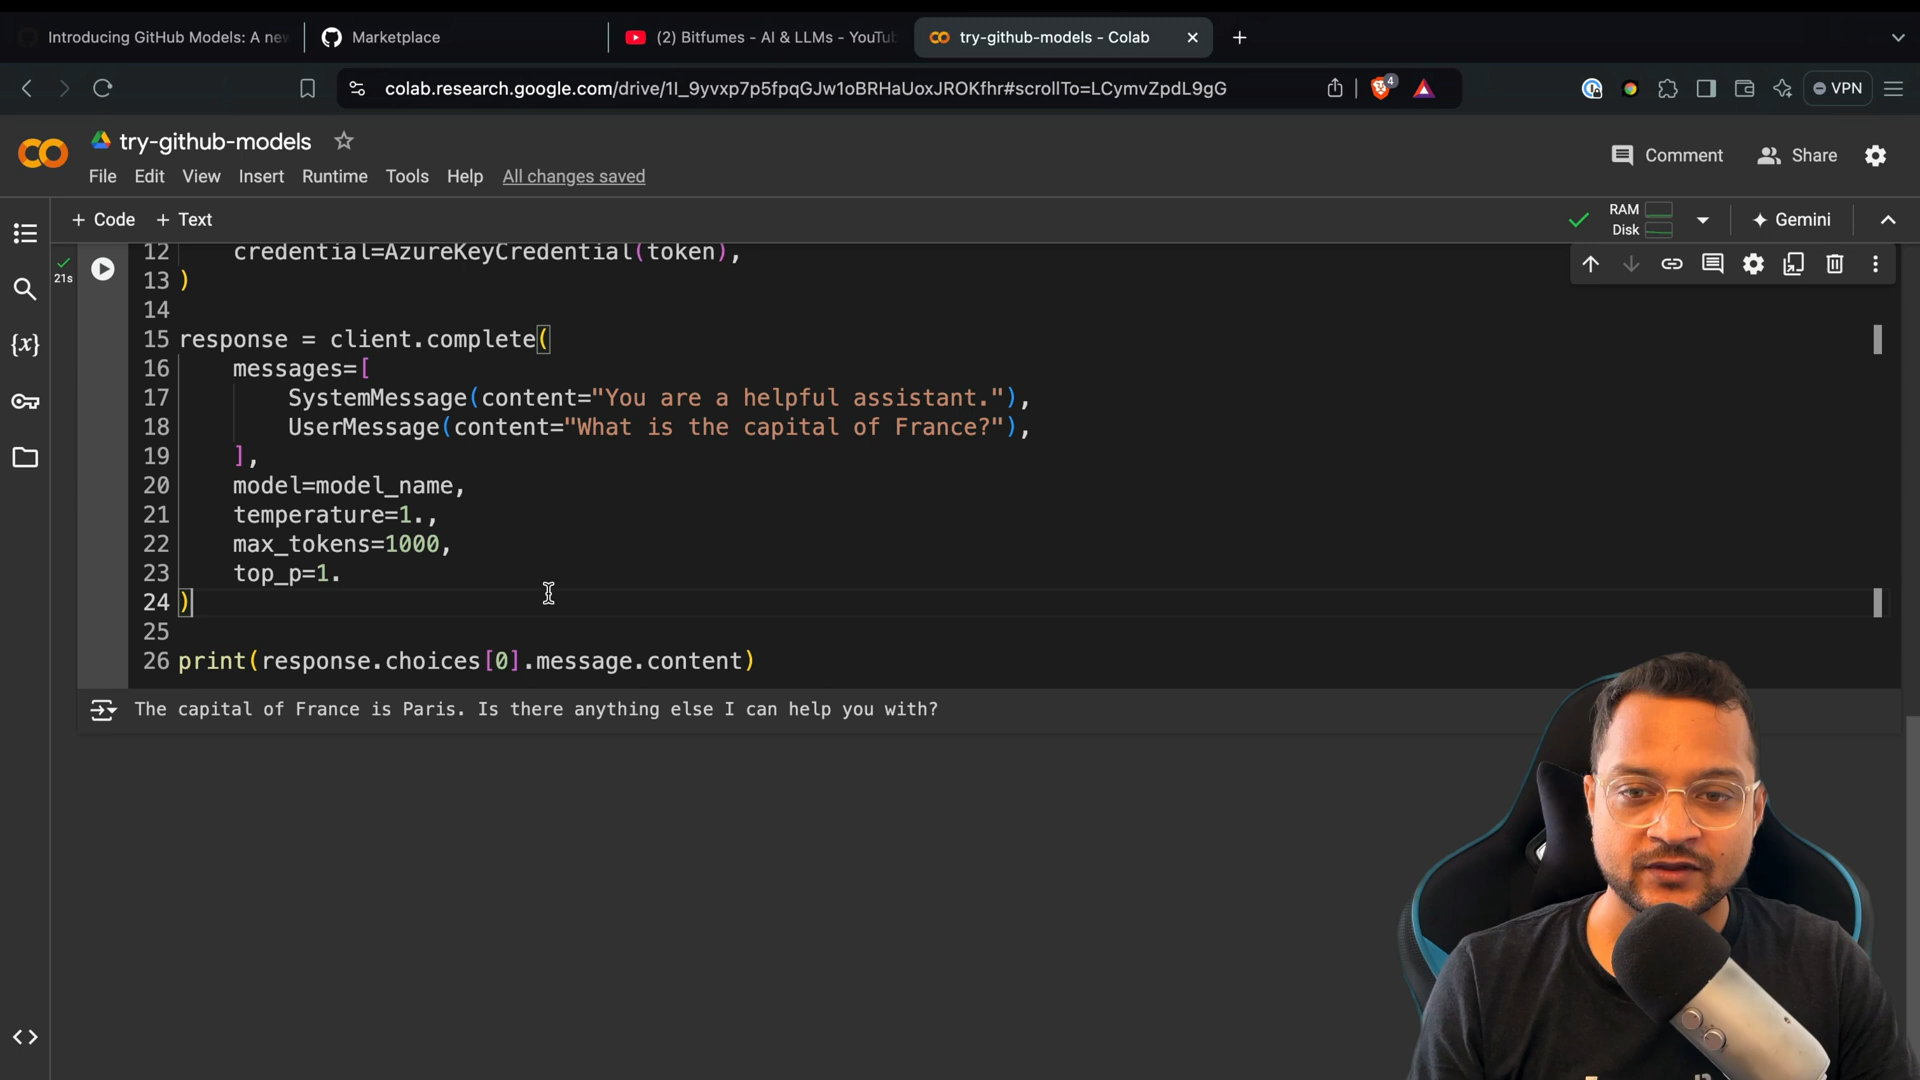 Introducing GitHub Models: A new
Marketplace
(2) Bitfumes - AI & LLMs - YouTu
try-github-models - Colab
colab.research.google.com/drive/1I_9yvxp7p5fpqGJw1oBRHaUoxJROKfhr#scrollTo=LCymvZpdL9gG
4
VPN
try-github-models
File Edit View Insert Runtime Tools Help All changes saved
Comment
Share
+ Code + Text
RAM
Disk
Gemini
21s
12 credential=AzureKeyCredential(token),
13 )
14
15 response = client.complete(
16 messages=[
17 SystemMessage(content="You are a helpful assistant."),
18 UserMessage(content="What is the capital of France?"),
19 ],
20 model=model_name,
21 temperature=1.,
22 max_tokens=1000,
23 top_p=1.
24 )
25
26 print(response.choices[0].message.content)
The capital of France is Paris. Is there anything else I can help you with?
{x}